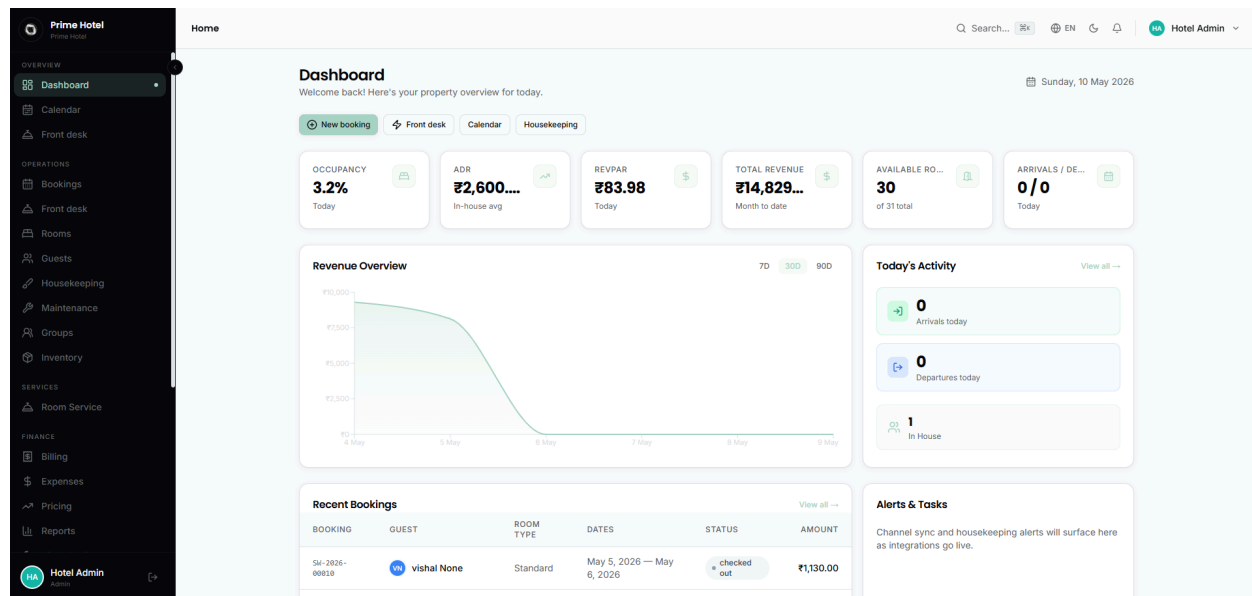 Prime Hotel
Prime Hotel
OVERVIEW
Dashboard
Calendar
Front desk
OPERATIONS
Bookings
Front desk
Rooms
Guests
Housekeeping
Maintenance
Groups
Inventory
SERVICES
Room Service
FINANCE
Billing
Expenses
Pricing
Reports
HA
Hotel Admin
Admin
Home
Search... ⌘K
EN
HA Hotel Admin
Dashboard
Welcome back! Here's your property overview for today.
Sunday, 10 May 2026
New booking
Front desk
Calendar
Housekeeping
OCCUPANCY
3.2%
Today
ADR
₹2,600....
In-house avg
REVPAR
₹83.98
Today
TOTAL REVENUE
₹14,829...
Month to date
AVAILABLE RO...
30
of 31 total
ARRIVALS / DE...
0 / 0
Today
Revenue Overview
7D 30D 90D
₹10,000
₹7,500
₹5,000
₹2,500
₹0
4 May 5 May 6 May 7 May 8 May 8 May
Today's Activity
View all →
0
Arrivals today
0
Departures today
1
In House
Recent Bookings
View all →
BOOKING GUEST ROOM TYPE DATES STATUS AMOUNT
SW-2026-
00010
VN vishal None
Standard
May 5, 2026 — May
6, 2026
checked
out
₹1,130.00
Alerts & Tasks
Channel sync and housekeeping alerts will surface here
as integrations go live.